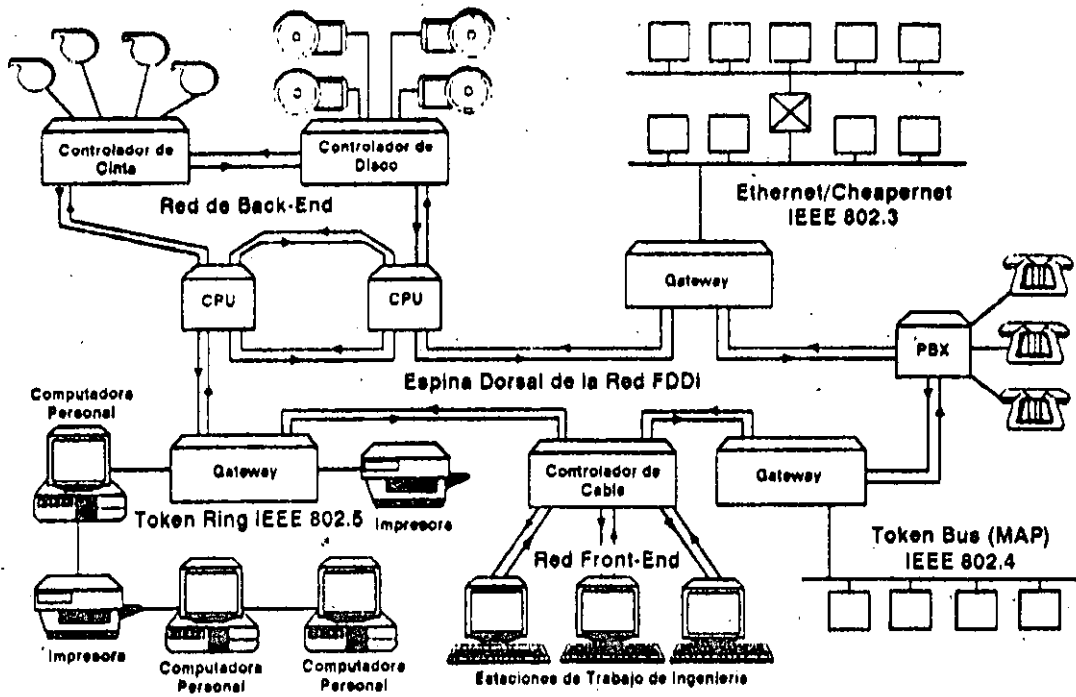 Controlador de
Cinta
Controlador de
Disco
Red de Back-End
Ethernet/Cheapernet
IEEE 802.3
CPU
CPU
Gateway
PBX
Espina Dorsal de la Red FDDI
Computadora
Personal
Gateway
Impresora
Controlador de
Cable
Gateway
Token Ring IEEE 802.5
Red Front-End
Token Bus (MAP)
IEEE 802.4
Impresora
Computadora
Personal
Computadora
Personal
Estaciones de Trabajo de Ingenieria